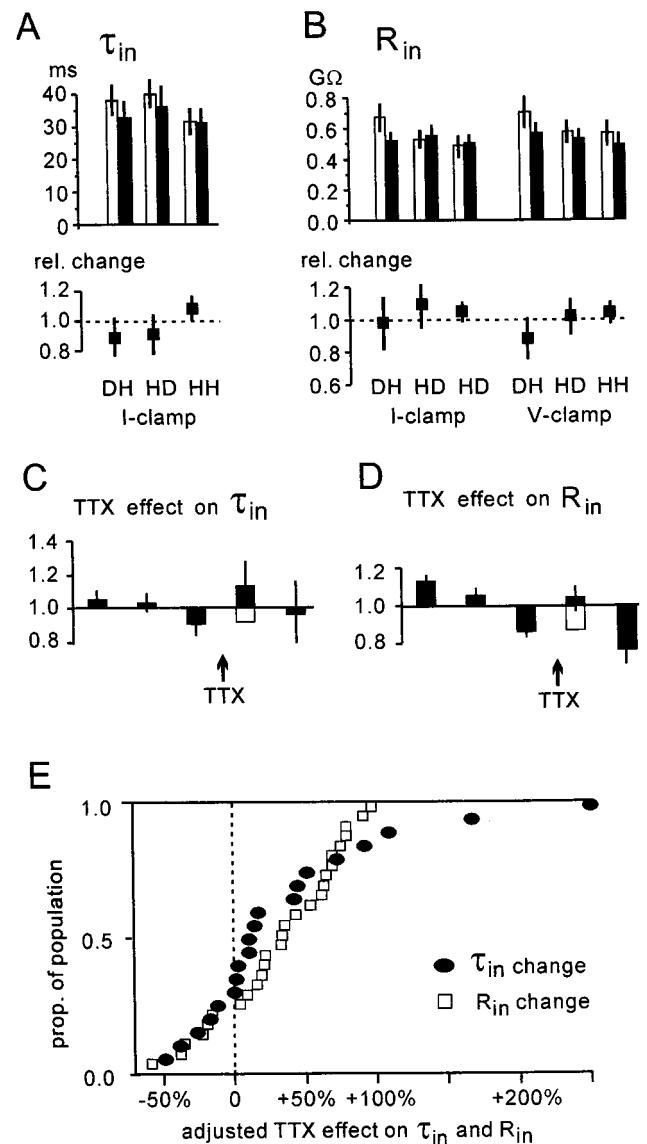 A
τin
ms
40
30
20
10
0
rel. change
1.2
1.0
0.8
DH HD HH
I-clamp
B
Rin
GΩ
0.8
0.6
0.4
0.2
0.0
rel. change
1.2
1.0
0.8
0.6
DH HD HD DH HD HH
I-clamp V-clamp
C
TTX effect on τin
1.4
1.2
1.0
0.8
TTX
D
TTX effect on Rin
1.2
1.0
0.8
TTX
E
prop. of population
1.0
0.5
0.0
τin change
Rin change
-50% 0 +50% +100% +200%
adjusted TTX effect on τin and Rin